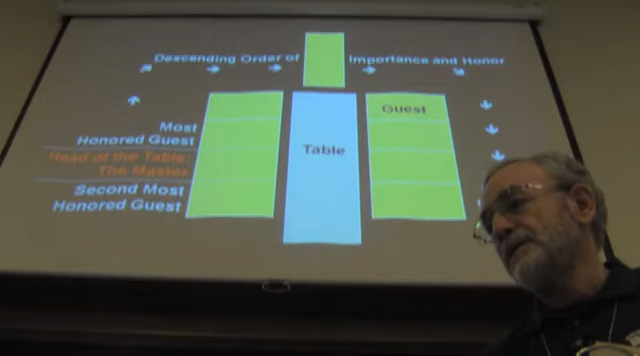 Descending Order of Importance and Honor
Guest
Most
Honored Guest
Table
Head of the Table:
The Master
Second Most
Honored Guest